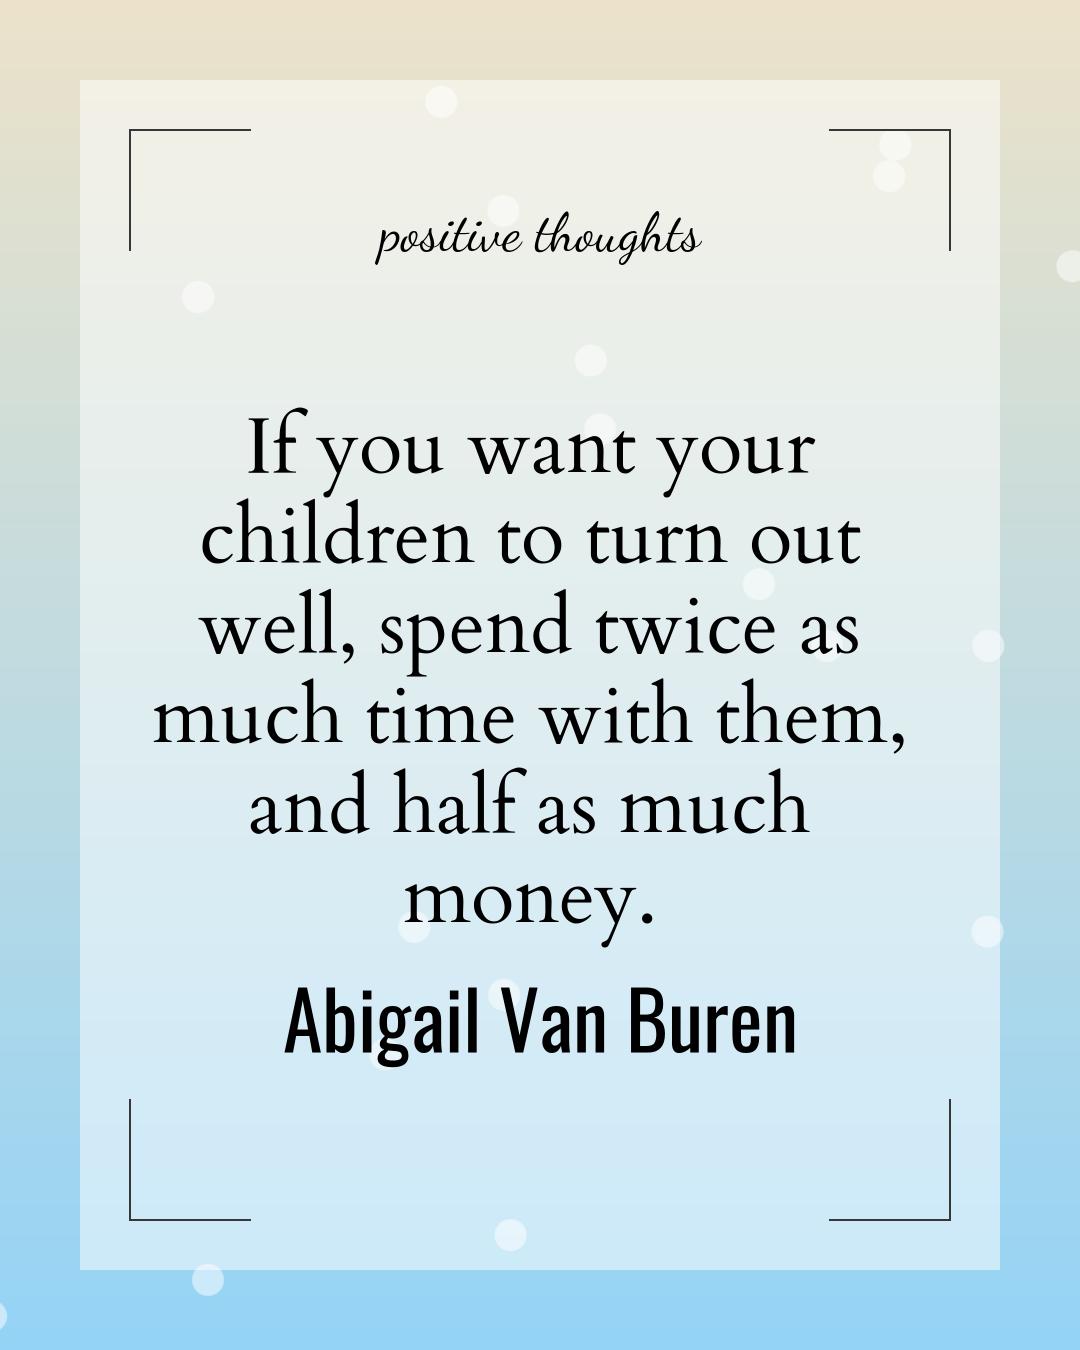 positive thoughts
If you want your
children to turn out
well, spend twice as
much time with them,
and half as much
money.
Abigail Van Buren